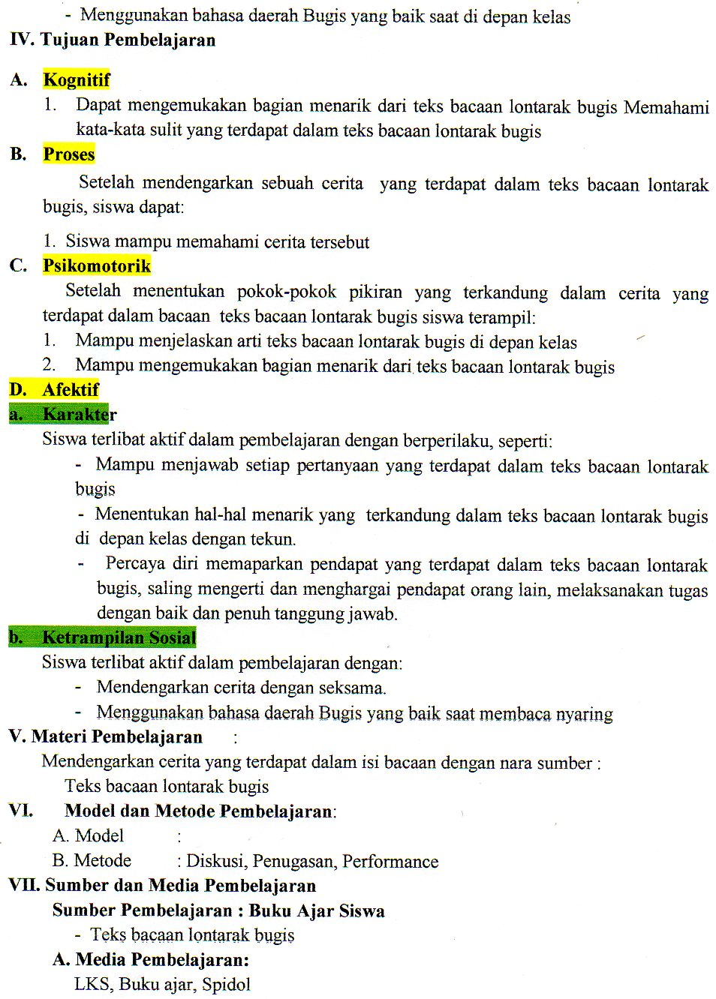 - Menggunakan bahasa daerah Bugis yang baik saat di depan kelas
IV. Tujuan Pembelajaran
A. Kognitif
1. Dapat mengemukakan bagian menarik dari teks bacaan lontarak bugis Memahami
kata-kata sulit yang terdapat dalam teks bacaan lontarak bugis
B. Proses
Setelah mendengarkan sebuah cerita yang terdapat dalam teks bacaan lontarak
bugis, siswa dapat:
1. Siswa mampu memahami cerita tersebut
C. Psikomotorik
Setelah menentukan pokok-pokok pikiran yang terkandung dalam cerita yang
terdapat dalam bacaan teks bacaan lontarak bugis siswa terampil:
1. Mampu menjelaskan arti teks bacaan lontarak bugis di depan kelas
2. Mampu mengemukakan bagian menarik dari teks bacaan lontarak bugis
D. Afektif
a. Karakter
Siswa terlibat aktif dalam pembelajaran dengan berperilaku, seperti:
- Mampu menjawab setiap pertanyaan yang terdapat dalam teks bacaan lontarak
bugis
- Menentukan hal-hal menarik yang terkandung dalam teks bacaan lontarak bugis
di depan kelas dengan tekun.
- Percaya diri memaparkan pendapat yang terdapat dalam teks bacaan lontarak
bugis, saling mengerti dan menghargai pendapat orang lain, melaksanakan tugas
dengan baik dan penuh tanggung jawab.
b. Ketrampilan Sosial
Siswa terlibat aktif dalam pembelajaran dengan:
- Mendengarkan cerita dengan seksama.
- Menggunakan bahasa daerah Bugis yang baik saat membaca nyaring
V. Materi Pembelajaran :
Mendengarkan cerita yang terdapat dalam isi bacaan dengan nara sumber :
Teks bacaan lontarak bugis
VI. Model dan Metode Pembelajaran:
A. Model :
B. Metode : Diskusi, Penugasan, Performance
VII. Sumber dan Media Pembelajaran
Sumber Pembelajaran : Buku Ajar Siswa
- Teks bacaan lontarak bugis
A. Media Pembelajaran:
LKS, Buku ajar, Spidol